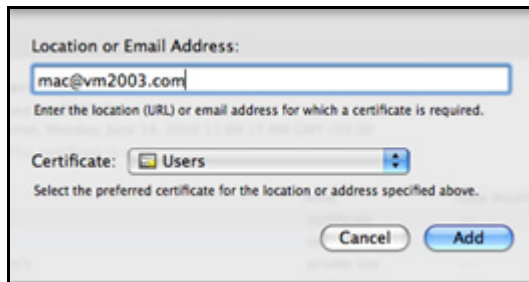 Location or Email Address:
mac@vm2003.com
Enter the location (URL) or email address for which a certificate is required.
Certificate: Users
Select the preferred certificate for the location or address specified above.
Cancel Add